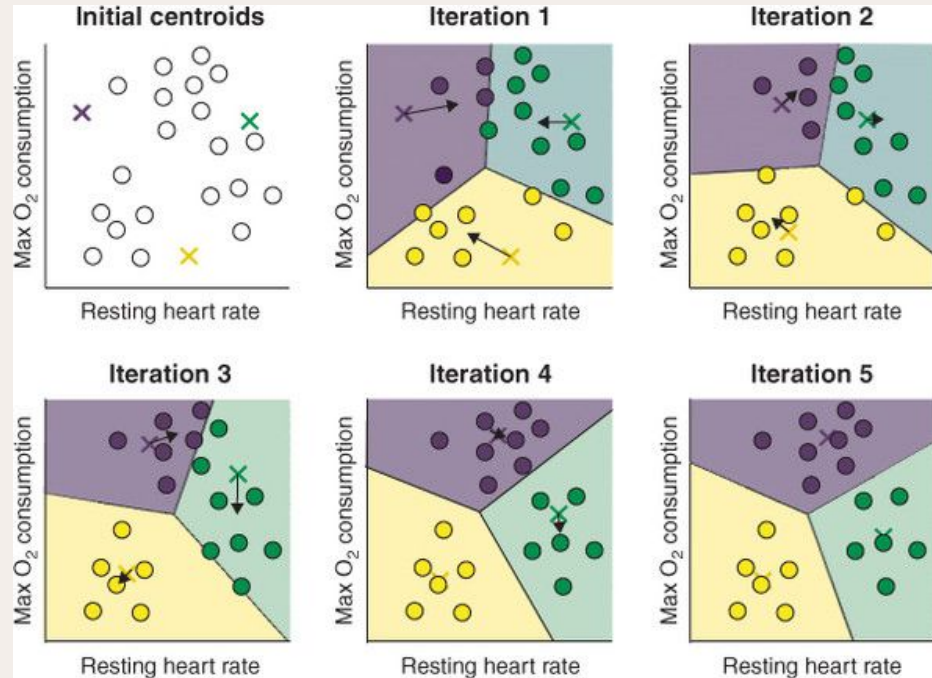 Initial centroids
Iteration 1
Iteration 2
Max O₂ consumption
Max O₂ consumption
Max O₂ consumption
Resting heart rate
Resting heart rate
Resting heart rate
Iteration 3
Iteration 4
Iteration 5
Max O₂ consumption
Max O₂ consumption
Max O₂ consumption
Resting heart rate
Resting heart rate
Resting heart rate